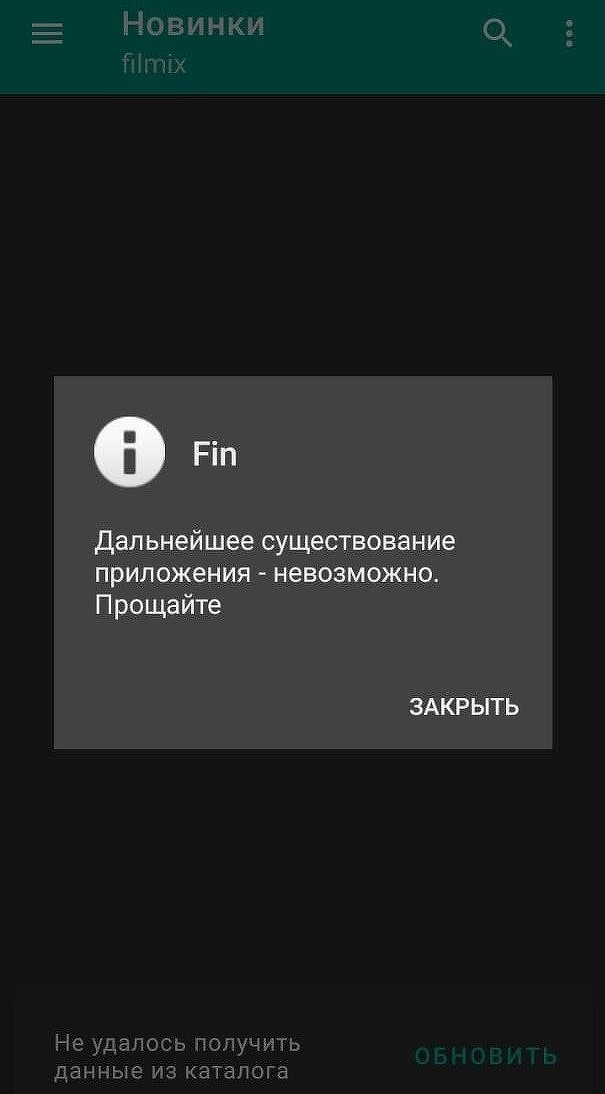 Новинки
filmix
Fin
Дальнейшее существование
приложения - невозможно.
Прощайте
ЗАКРЫТЬ
Не удалось получить
данные из каталога
ОБНОВИТЬ